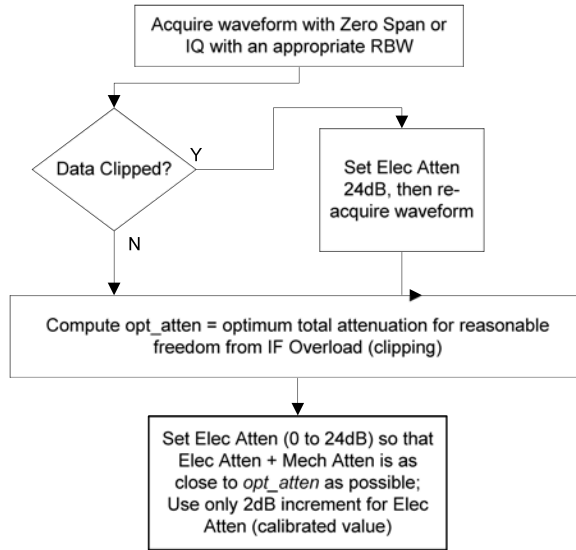 Acquire waveform with Zero Span or
IQ with an appropriate RBW
Data Clipped?
Y
N
Set Elec Atten
24dB, then re-
acquire waveform
Compute opt_atten = optimum total attenuation for reasonable
freedom from IF Overload (clipping)
Set Elec Atten (0 to 24dB) so that
Elec Atten + Mech Atten is as
close to opt_atten as possible;
Use only 2dB increment for Elec
Atten (calibrated value)